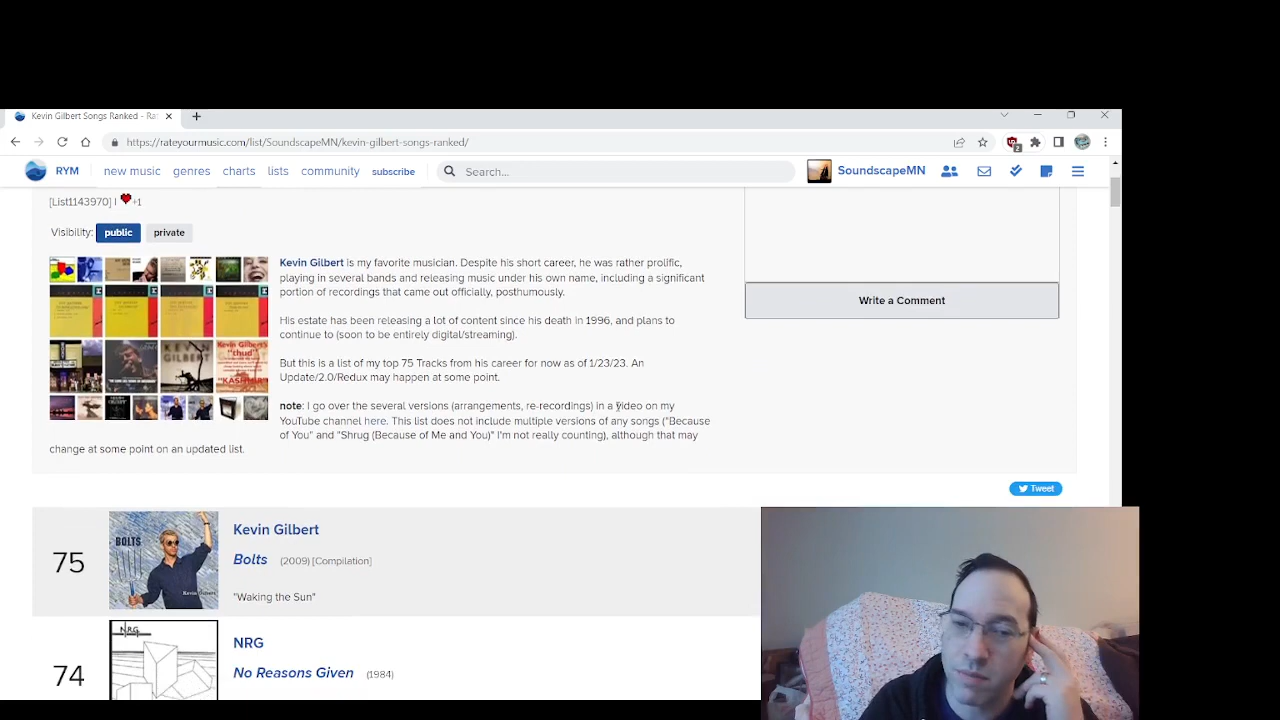 Kevin Gilbert Songs Ranked - Ra
https://rateyourmusic.com/list/SoundscapeMN/kevin-gilbert-songs-ranked/
RYM new music genres charts lists community subscribe Search... SoundscapeMN
[List1143970] | +1
Visibility: public private
Kevin Gilbert is my favorite musician. Despite his short career, he was rather prolific,
playing in several bands and releasing music under his own name, including a significant
portion of recordings that came out officially, posthumously.
Write a Comment
His estate has been releasing a lot of content since his death in 1996, and plans to
continue to (soon to be entirely digital/streaming).
But this is a list of my top 75 Tracks from his career for now as of 1/23/23. An
Update/2.0/Redux may happen at some point.
note: I go over the several versions (arrangements, re-recordings) in a video on my
YouTube channel here. This list does not include multiple versions of any songs ("Because
of You" and "Shrug (Because of Me and You)" I'm not really counting), although that may
change at some point on an updated list.
Tweet
75
BOLTS
Kevin Gilbert
Kevin Gilbert
Bolts (2009) [Compilation]
"Waking the Sun"
74
NRG
NRG
No Reasons Given (1984)